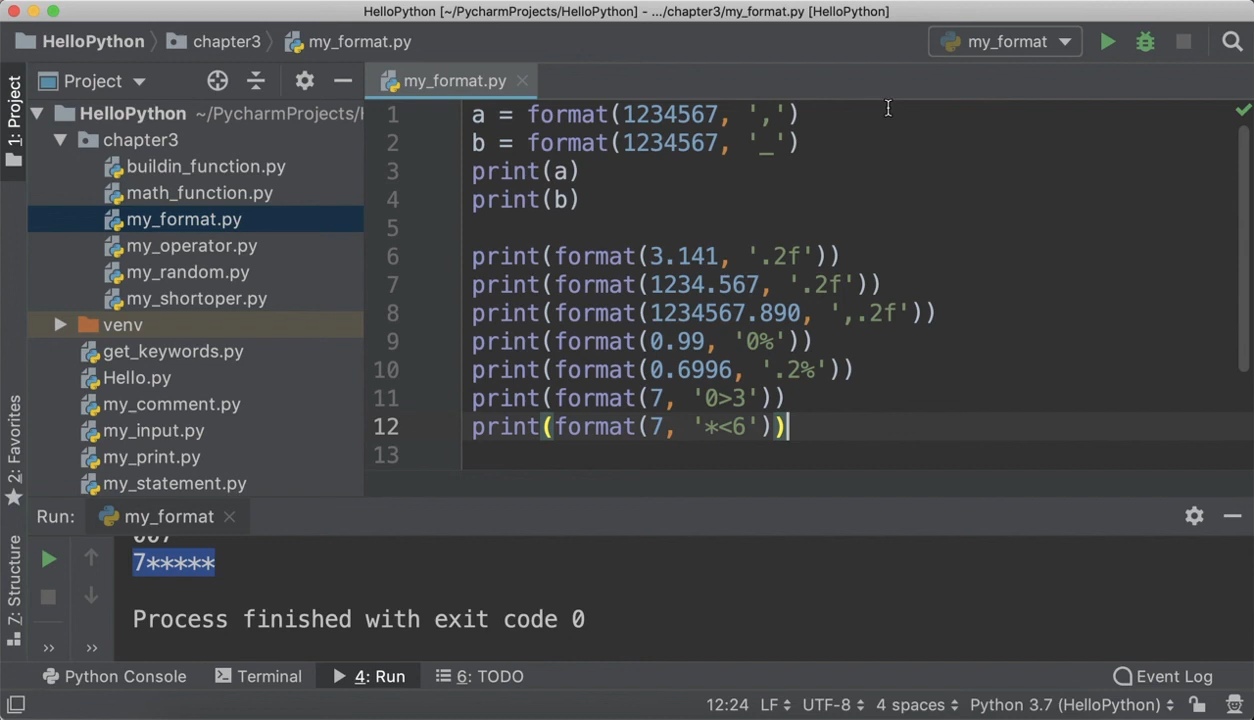 HelloPython [~/PycharmProjects/HelloPython] - .../chapter3/my_format.py [HelloPython]
HelloPython chapter3 my_format.py my_format
1: Project
Project
my_format.py
HelloPython ~/PycharmProjects/
chapter3
buildin_function.py
math_function.py
my_format.py
my_operator.py
my_random.py
my_shortoper.py
venv
get_keywords.py
Hello.py
my_comment.py
my_input.py
my_print.py
my_statement.py
1 a = format(1234567, ',')
2 b = format(1234567, '_')
3 print(a)
4 print(b)
5
6 print(format(3.141, '.2f'))
7 print(format(1234.567, '.2f'))
8 print(format(1234567.890, ',.2f'))
9 print(format(0.99, '0%'))
10 print(format(0.6996, '.2%'))
11 print(format(7, '0>3'))
12 print(format(7, '*<6'))
13
2: Favorites
7: Structure
Run: my_format
007
7*****
Process finished with exit code 0
Python Console Terminal 4: Run 6: TODO Event Log
12:24 LF UTF-8 4 spaces Python 3.7 (HelloPython)